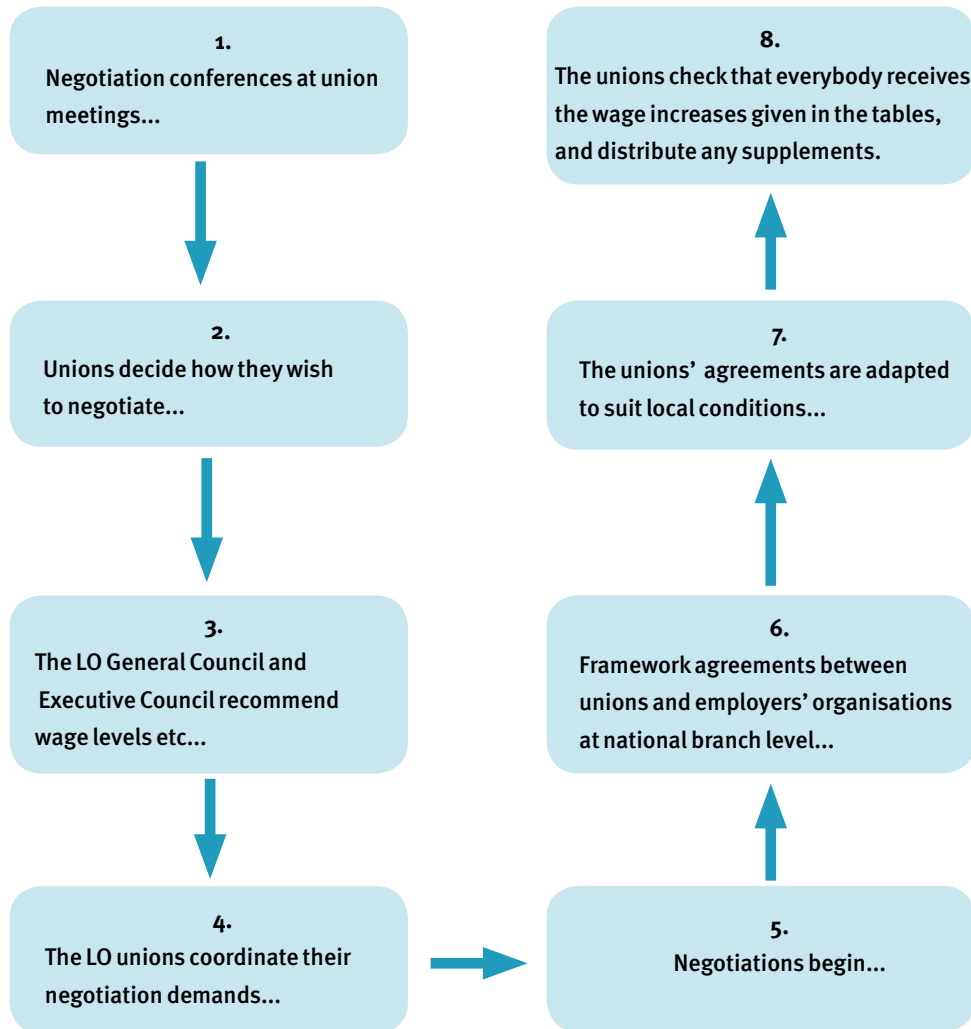 1.
Negotiation conferences at union
meetings...
2.
Unions decide how they wish
to negotiate...
3.
The LO General Council and
Executive Council recommend
wage levels etc...
4.
The LO unions coordinate their
negotiation demands...
5.
Negotiations begin...
6.
Framework agreements between
unions and employers’ organisations
at national branch level...
7.
The unions’ agreements are adapted
to suit local conditions...
8.
The unions check that everybody receives
the wage increases given in the tables,
and distribute any supplements.